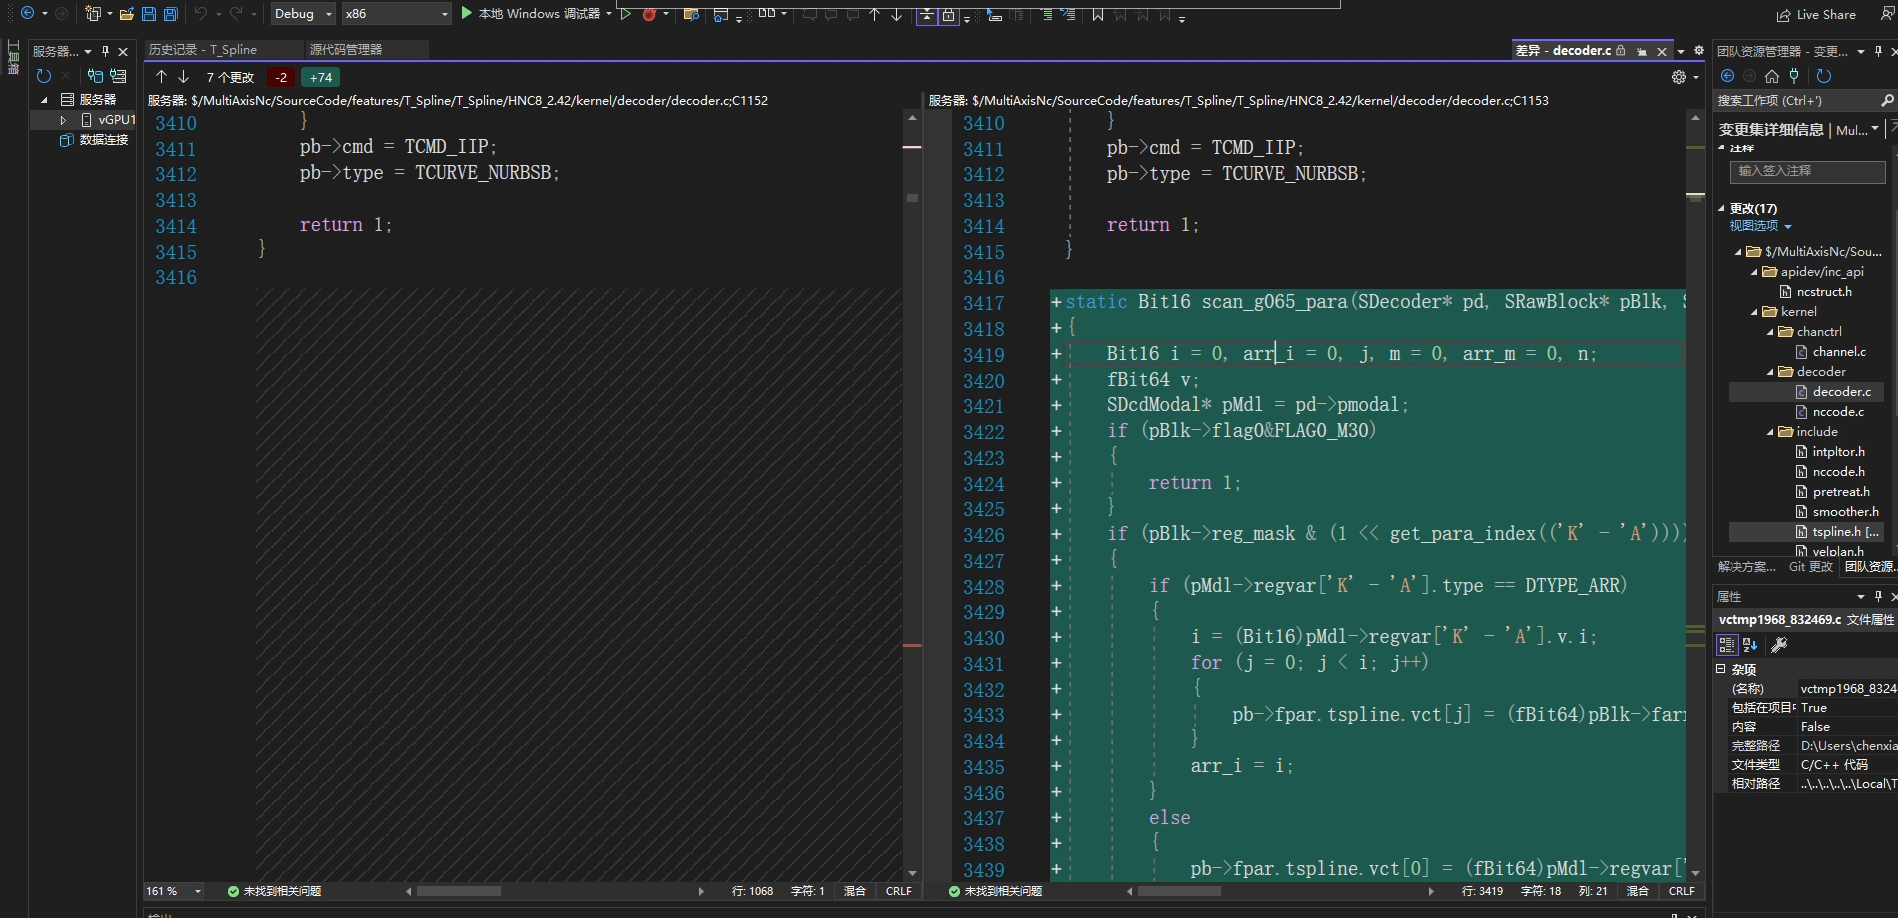 Debug
x86
本地 Windows 调试器
Live Share
工具箱
服务器...
服务器
vGPU1
数据连接
历史记录 - T_Spline
源代码管理器
差异 - decoder.c
7 个更改
-2
+74
服务器: $/MultiAxisNc/SourceCode/features/T_Spline/T_Spline/HNC8_2.42/kernel/decoder/decoder.c;C1152
3410 }
3411 pb->cmd = TCMD_IIP;
3412 pb->type = TCURVE_NURBSB;
3413
3414 return 1;
3415 }
3416
161 %
未找到相关问题
行: 1068
字符: 1
混合
CRLF
服务器: $/MultiAxisNc/SourceCode/features/T_Spline/T_Spline/HNC8_2.42/kernel/decoder/decoder.c;C1153
3410 }
3411 pb->cmd = TCMD_IIP;
3412 pb->type = TCURVE_NURBSB;
3413
3414 return 1;
3415 }
3416
3417 +static Bit16 scan_g065_para(SDecoder* pd, SRawBlock* pBlk, S
3418 +{
3419 + Bit16 i = 0, arr_i = 0, j, m = 0, arr_m = 0, n;
3420 + fBit64 v;
3421 + SDcdModal* pMdl = pd->pmodal;
3422 + if (pBlk->flag0&FLAG0_M30)
3423 + {
3424 + return 1;
3425 + }
3426 + if (pBlk->reg_mask & (1 << get_para_index(('K' - 'A'))))
3427 + {
3428 + if (pMdl->regvar['K' - 'A'].type == DTYPE_ARR)
3429 + {
3430 + i = (Bit16)pMdl->regvar['K' - 'A'].v.i;
3431 + for (j = 0; j < i; j++)
3432 + {
3433 + pb->fpar.tspline.vct[j] = (fBit64)pBlk->farr
3434 + }
3435 + arr_i = i;
3436 + }
3437 + else
3438 + {
3439 + pb->fpar.tspline.vct[0] = (fBit64)pMdl->regvar['
未找到相关问题
行: 3419
字符: 18
列: 21
混合
CRLF
团队资源管理器 - 变更...
搜索工作项 (Ctrl+')
变更集详细信息 | Mul...
注释
输入签入注释
更改(17)
视图选项
$/MultiAxisNc/Sou...
apidev/inc_api
ncstruct.h
kernel
chanctrl
channel.c
decoder
decoder.c
nccode.c
include
intpltor.h
nccode.h
pretreat.h
smoother.h
tspline.h [...
velplan.h
解决方案...
Git 更改
团队资源...
属性
vctmp1968_832469.c 文件属性
杂项
(名称) vctmp1968_8324
包括在项目中 True
内容 False
完整路径 D:\Users\chenxia
文件类型 C/C++ 代码
相对路径 ..\..\..\..\..\Local\T